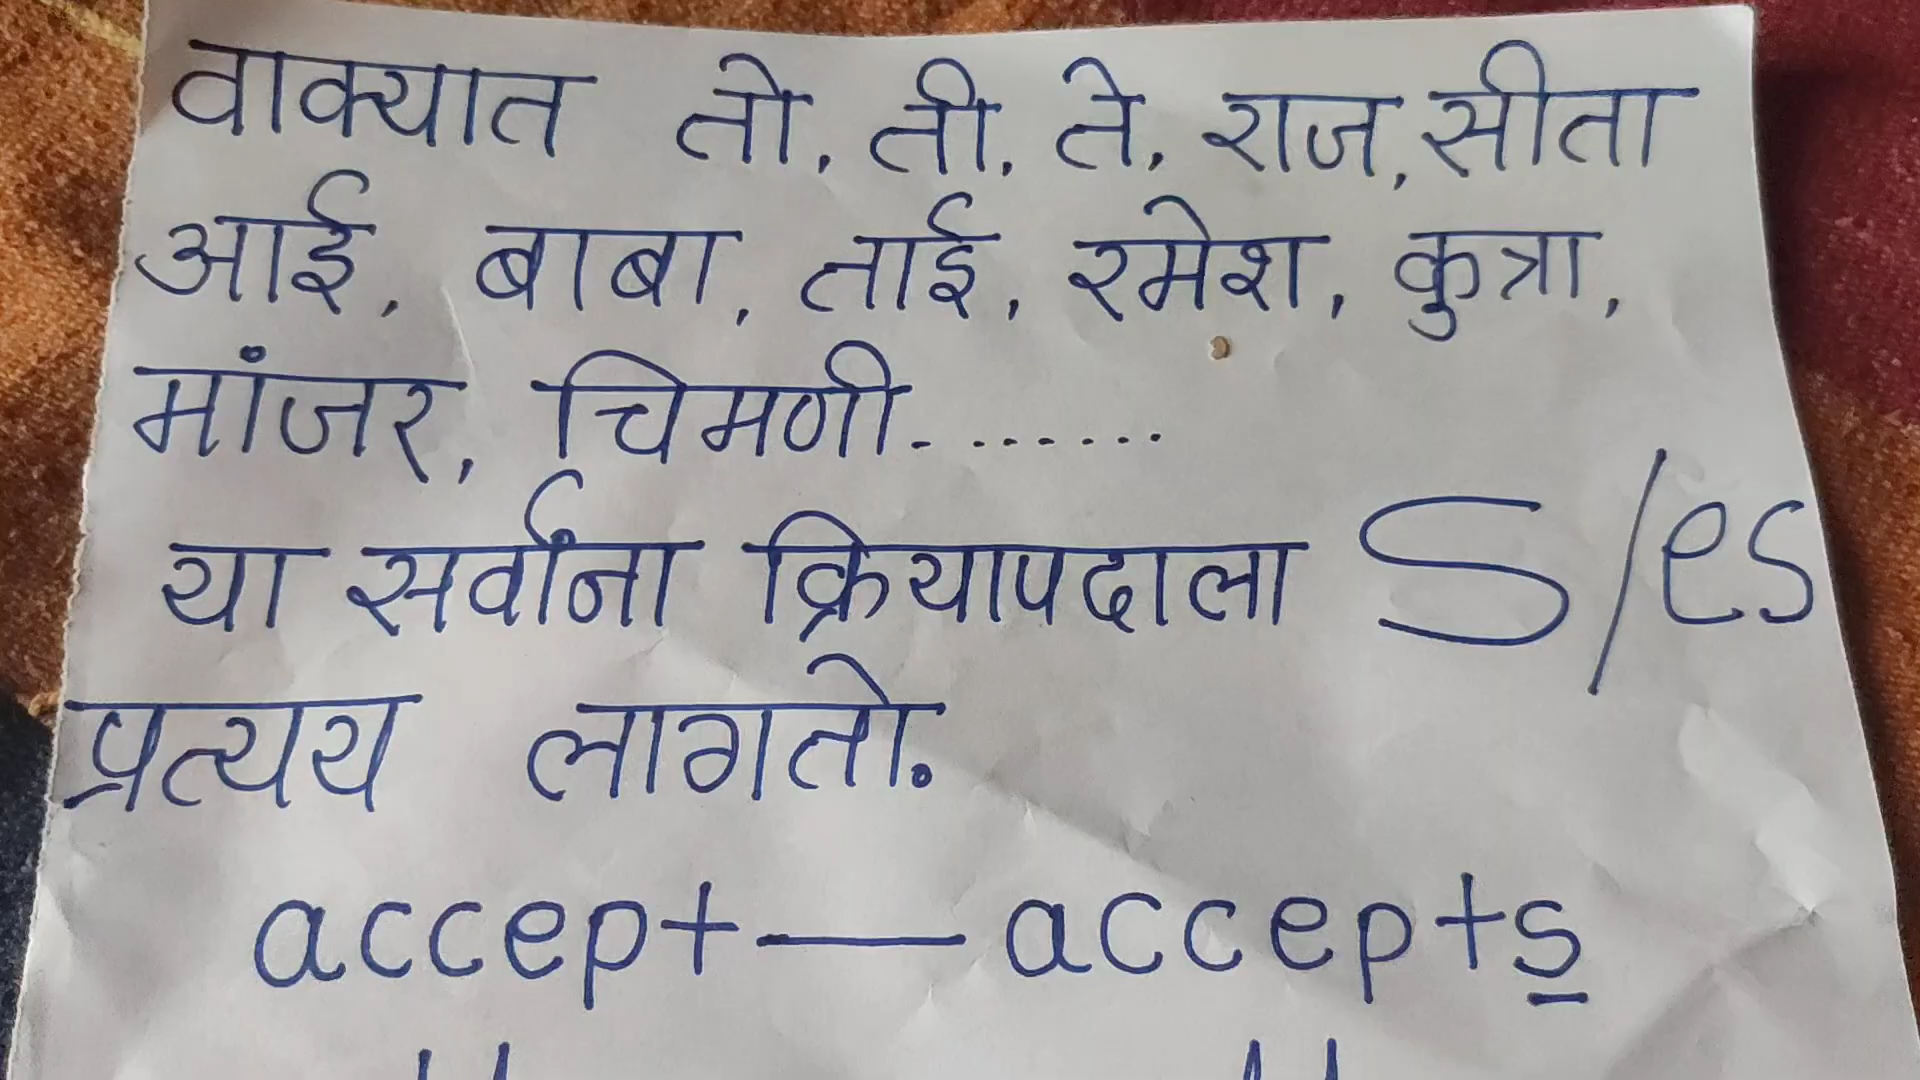 वाक्यात तो, ती, ते, राज, सीता
आई, बाबा, ताई, रमेश, कुत्रा,
मांजर, चिमणी........
या सर्वांना क्रियापदाला S/es
प्रत्यय लागतो.
accept — accepts